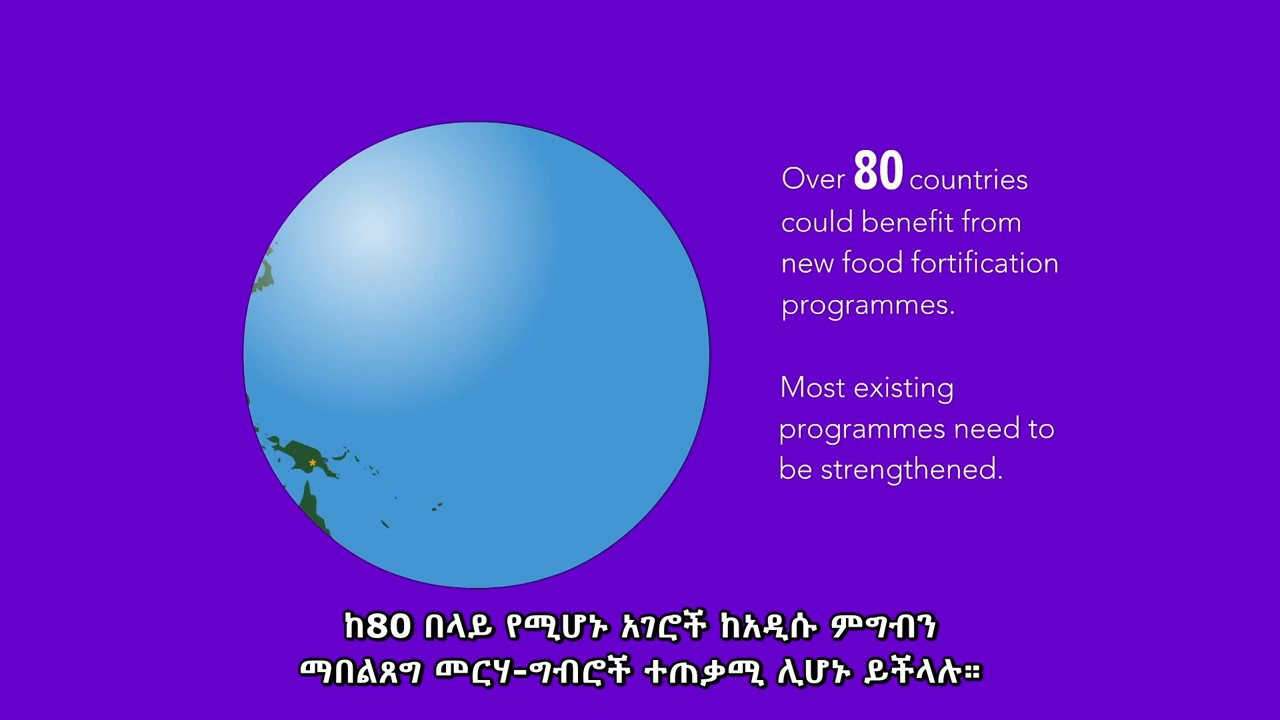 Over 80 countries
could benefit from
new food fortification
programmes.
Most existing
programmes need to
be strengthened.
ከ80 በላይ የሚሆኑ አገሮች ከአዲሱ ምግብን
ማበልጸግ መርሃ-ግብሮች ተጠቃሚ ሊሆኑ ይችላሉ።